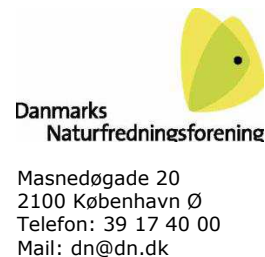 Danmarks
Naturfredningsforening
Masnedøgade 20
2100 København Ø
Telefon: 39 17 40 00
Mail: dn@dn.dk